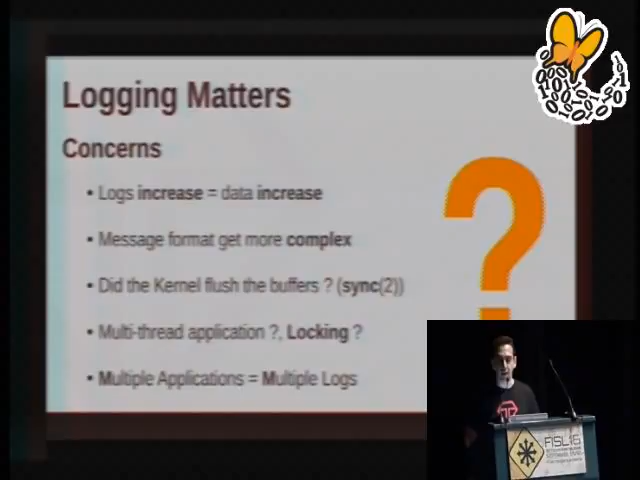 Logging Matters
Concerns
• Logs increase = data increase
• Message format get more complex
• Did the Kernel flush the buffers ? (sync(2))
• Multi-thread application ?, Locking ?
• Multiple Applications = Multiple Logs
?
FISL16